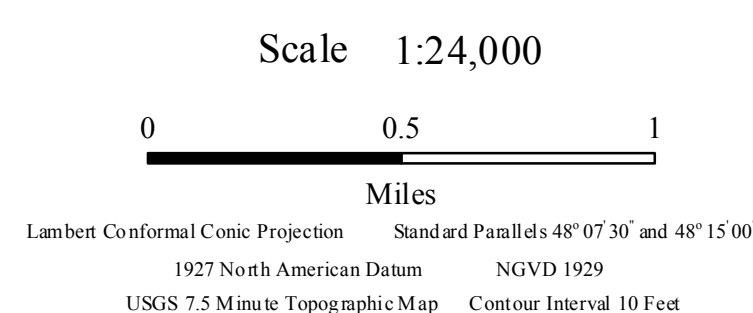 Scale 1:24,000
0 0.5 1
Miles
Lambert Conformal Conic Projection Standard Parallels 48° 07' 30" and 48° 15' 00'
1927 North American Datum NGVD 1929
USGS 7.5 Minute Topographic Map Contour Interval 10 Feet